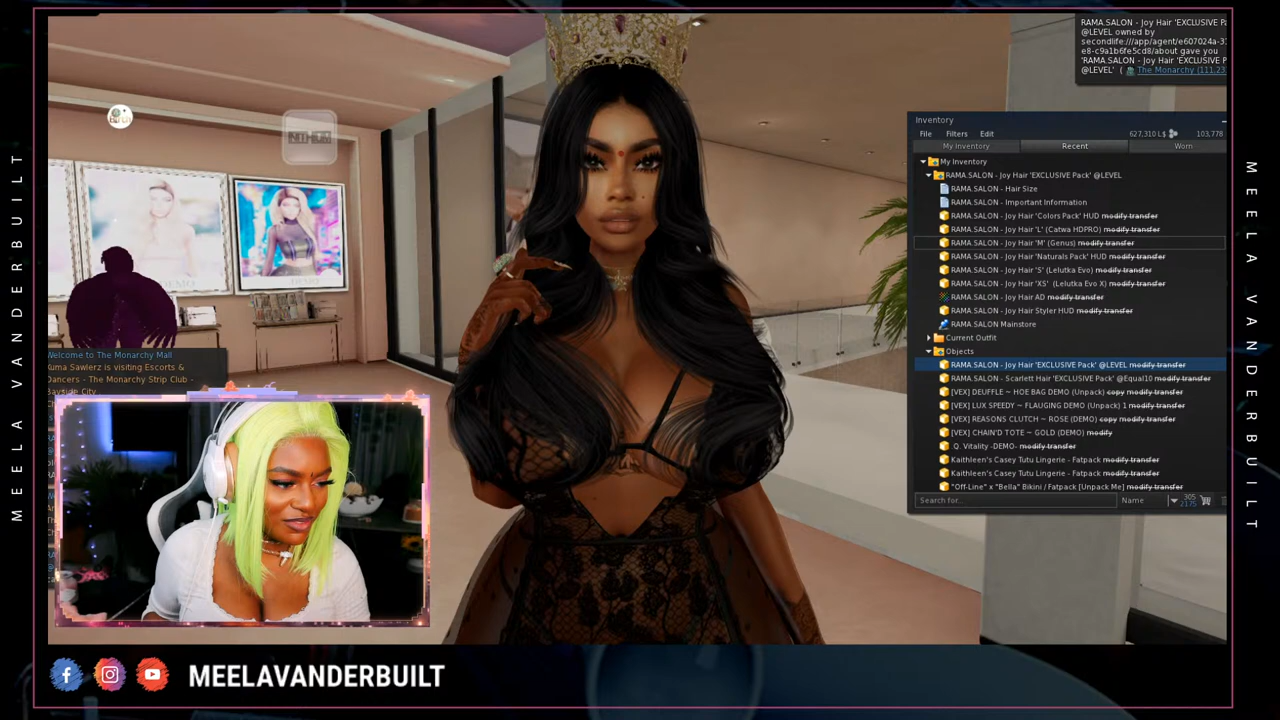 RAMA.SALON - Joy Hair 'EXCLUSIVE Pa
@LEVEL owned by
secondlife:///app/agent/e607024a-3
e8-c9a1b6fe5cd8/about gave you
'RAMA.SALON - Joy Hair 'EXCLUSIVE P
@LEVEL' ( The Monarchy (111,23
Inventory
File Filters Edit 627,310 L$ 103,778
My Inventory Recent Worn
My Inventory
RAMA.SALON - Joy Hair 'EXCLUSIVE Pack' @LEVEL
RAMA.SALON - Hair Size
RAMA.SALON - Important Information
RAMA.SALON - Joy Hair 'Colors Pack' HUD modify transfer
RAMA.SALON - Joy Hair 'L' (Catwa HDPRO) modify transfer
RAMA.SALON - Joy Hair 'M' (Genus) modify transfer
RAMA.SALON - Joy Hair 'Naturals Pack' HUD modify transfer
RAMA.SALON - Joy Hair 'S' (Lelutka Evo) modify transfer
RAMA.SALON - Joy Hair 'XS' (Lelutka Evo X) modify transfer
RAMA.SALON - Joy Hair AD modify transfer
RAMA.SALON - Joy Hair Styler HUD modify transfer
RAMA.SALON Mainstore
Current Outfit
Objects
RAMA.SALON - Joy Hair 'EXCLUSIVE Pack' @LEVEL modify transfer
RAMA.SALON - Scarlett Hair 'EXCLUSIVE Pack' @Equal10 modify transfer
[VEX] DEUFFLE ~ HOE BAG DEMO (Unpack) copy modify transfer
[VEX] LUX SPEEDY ~ FLAUGING DEMO (Unpack) 1 modify transfer
[VEX] REASONS CLUTCH ~ ROSE (DEMO) copy modify transfer
[VEX] CHAIN'D TOTE ~ GOLD (DEMO) modify
Q. Vitality -DEMO- modify transfer
Kaithleen's Casey Tutu Lingerie - Fatpack modify transfer
Kaithleen's Casey Tutu Lingerie - Fatpack modify transfer
"Off-Line" x "Bella" Bikini / Fatpack [Unpack Me] modify transfer
Search for... Name 305
2175
DEMO
DEMO
Welcome to The Monarchy Mall
Kuma Sawlerz is visiting Escorts &
Dancers - The Monarchy Strip Club -
Bayside City
MEELA VANDERBUILT
MEELA VANDERBUILT
MEELAVANDERBUILT